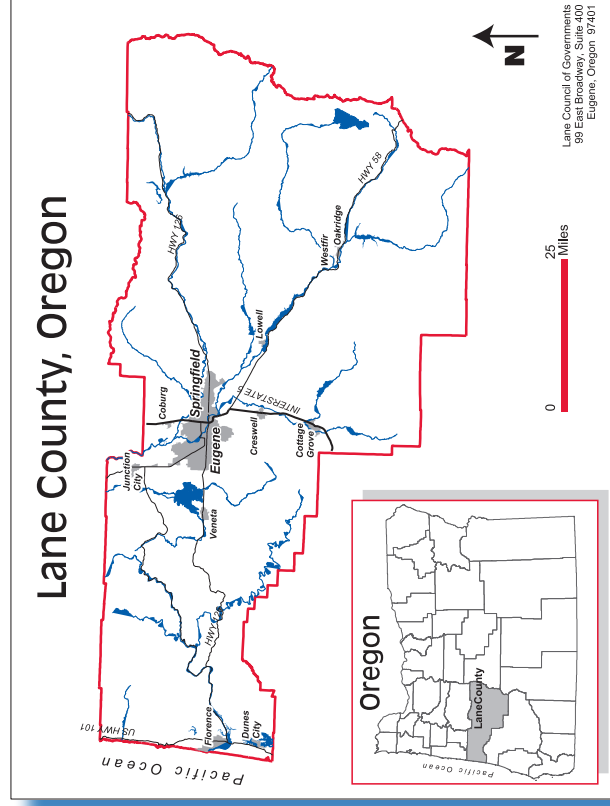 Lane County, Oregon
N
Lane Council of Governments
99 East Broadway, Suite 400
Eugene, Oregon  97401
HWY 126
HWY 58
Westfir
Oakridge
Lowell
Springfield
Coburg
INTERSTATE 5
Eugene
Creswell
Cottage
Grove
Junction
City
Veneta
HWY 126
US HWY 101
Florence
Dunes
City
Pacific Ocean
0
25
Miles
Oregon
LaneCounty
Pacific Ocean